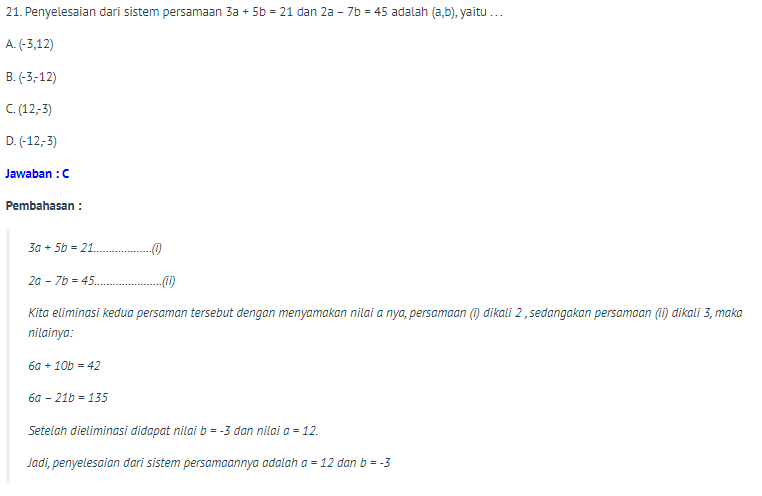 21. Penyelesaian dari sistem persamaan 3a + 5b = 21 dan 2a – 7b = 45 adalah (a,b), yaitu . . .
A. (-3,12)
B. (-3,-12)
C. (12,-3)
D. (-12,-3)
Jawaban : C
Pembahasan :
3a + 5b = 21...................(i)
2a – 7b = 45......................(ii)
Kita eliminasi kedua persaman tersebut dengan menyamakan nilai a nya, persamaan (i) dikali 2 , sedangakan persamaan (ii) dikali 3, maka
nilainya:
6a + 10b = 42
6a – 21b = 135
Setelah dieliminasi didapat nilai b = -3 dan nilai a = 12.
Jadi, penyelesaian dari sistem persamaannya adalah a = 12 dan b = -3